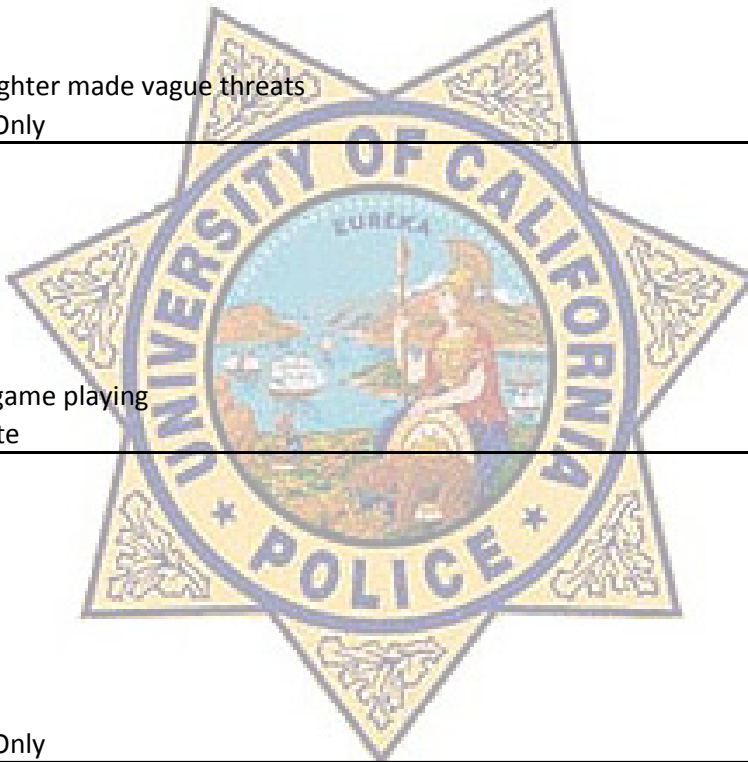 ghter made vague threats
Only
UNIVERSITY OF CALIFORNIA
EUREKA
game playing
te
POLICE
Only